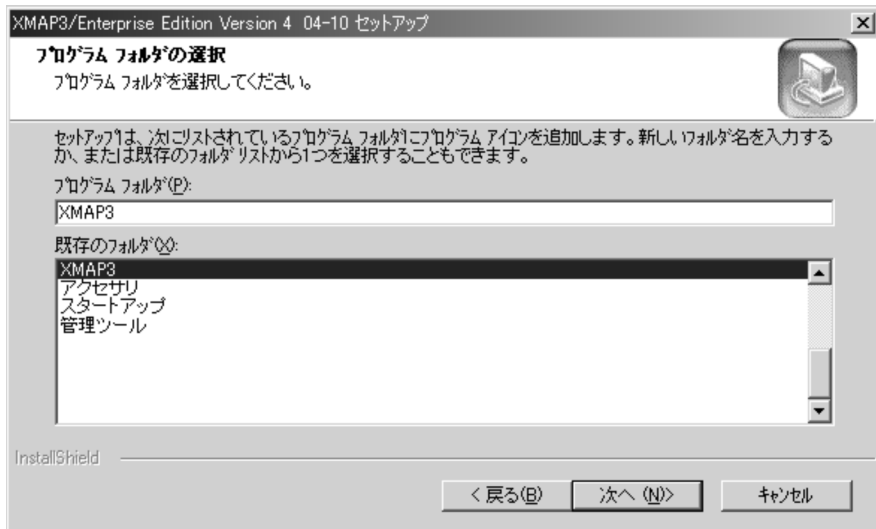 XMAP3/Enterprise Edition Version 4 04-10 セットアップ
プログラム フォルダの選択
プログラム フォルダを選択してください。
セットアップは、次にリストされているプログラム フォルダにプログラム アイコンを追加します。新しいフォルダ名を入力する
か、または既存のフォルダ リストから1つを選択することもできます。
プログラム フォルダ(P):
XMAP3
既存のフォルダ(X):
XMAP3
アクセサリ
スタートアップ
管理ツール
InstallShield
< 戻る(B)
次へ (N)>
キャンセル